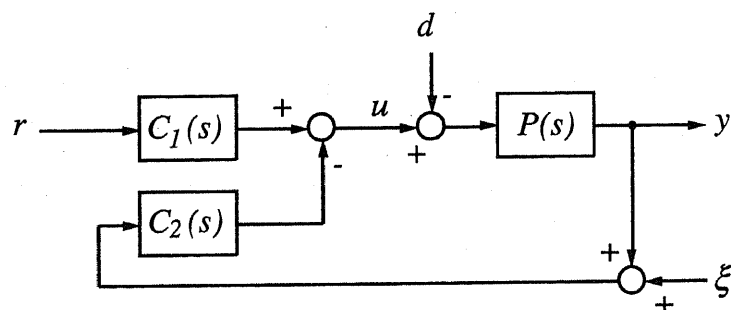 d
-
r
C₁(s)
+
u
+
P(s)
y
-
C₂(s)
+
+
ξ